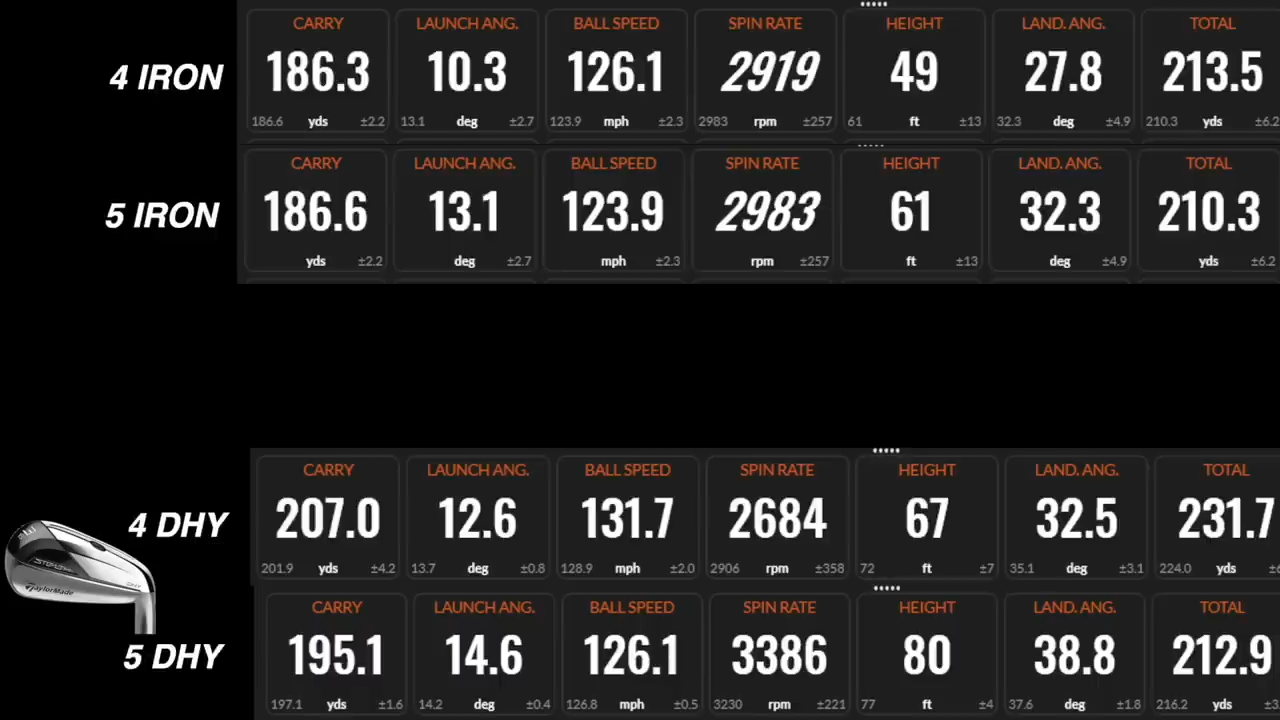 CARRY LAUNCH ANG. BALL SPEED SPIN RATE HEIGHT LAND. ANG. TOTAL
4 IRON 186.3 10.3 126.1 2919 49 27.8 213.5
186.6 yds ±2.2 13.1 deg ±2.7 123.9 mph ±2.3 2983 rpm ±257 61 ft ±13 32.3 deg ±4.9 210.3 yds ±6.2
CARRY LAUNCH ANG. BALL SPEED SPIN RATE HEIGHT LAND. ANG. TOTAL
5 IRON 186.6 13.1 123.9 2983 61 32.3 210.3
yds ±2.2 deg ±2.7 mph ±2.3 rpm ±257 ft ±13 deg ±4.9 yds ±6.2
CARRY LAUNCH ANG. BALL SPEED SPIN RATE HEIGHT LAND. ANG. TOTAL
4 DHY 207.0 12.6 131.7 2684 67 32.5 231.7
201.9 yds ±4.2 13.7 deg ±0.8 128.9 mph ±2.0 2906 rpm ±358 72 ft ±7 35.1 deg ±3.1 224.0 yds
TaylorMade
CARRY LAUNCH ANG. BALL SPEED SPIN RATE HEIGHT LAND. ANG. TOTAL
5 DHY 195.1 14.6 126.1 3386 80 38.8 212.9
197.1 yds ±1.6 14.2 deg ±0.4 126.8 mph ±0.5 3230 rpm ±221 77 ft ±4 37.6 deg ±1.8 216.2 yds